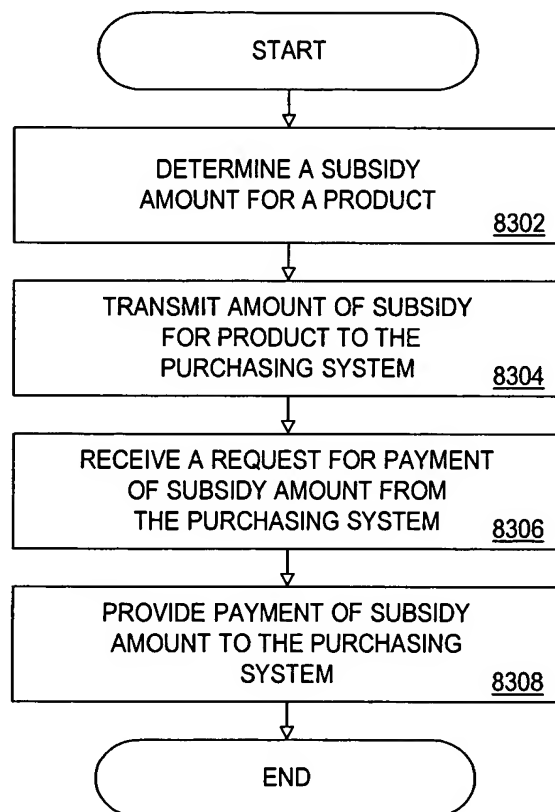 START
DETERMINE A SUBSIDY
AMOUNT FOR A PRODUCT
8302
TRANSMIT AMOUNT OF SUBSIDY
FOR PRODUCT TO THE
PURCHASING SYSTEM
8304
RECEIVE A REQUEST FOR PAYMENT
OF SUBSIDY AMOUNT FROM
THE PURCHASING SYSTEM
8306
PROVIDE PAYMENT OF SUBSIDY
AMOUNT TO THE PURCHASING
SYSTEM
8308
END